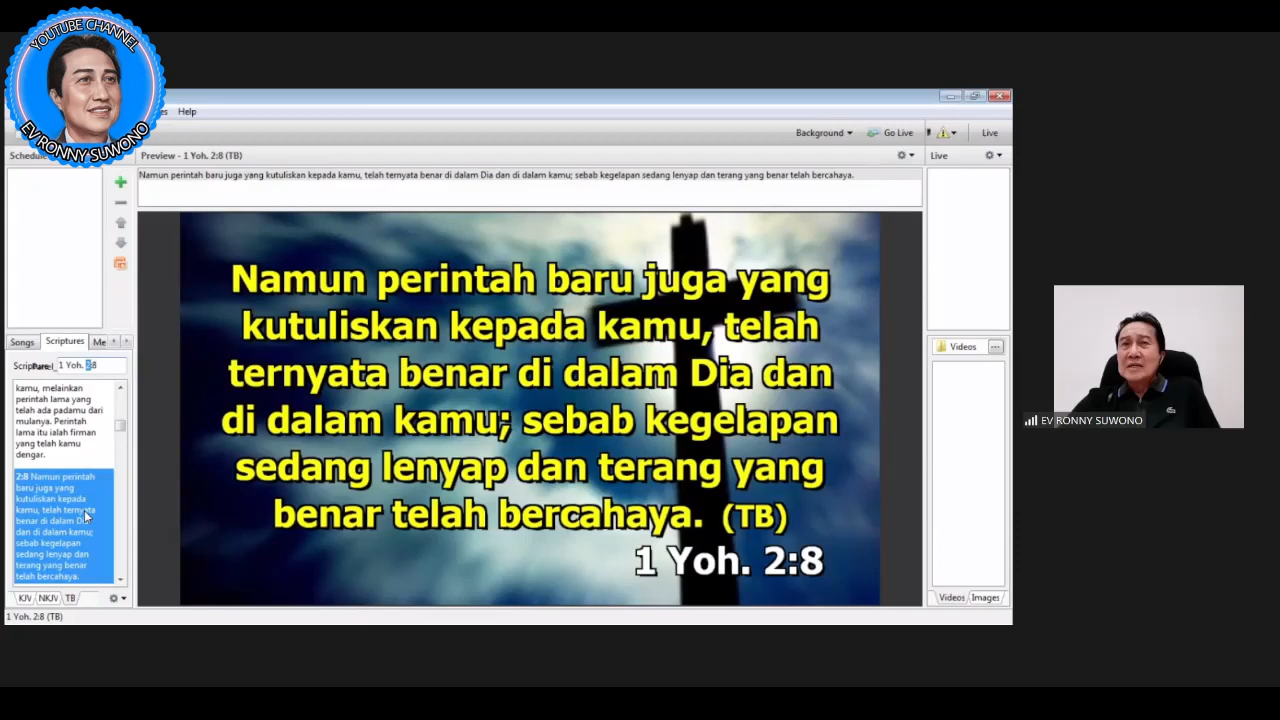 YOUTUBE CHANNEL
EV RONNY SUWONO
Help
Background
Go Live
Live
Preview - 1 Yoh. 2:8 (TB)
Live
Namun perintah baru juga yang kutuliskan kepada kamu, telah ternyata benar di dalam Dia dan di dalam kamu; sebab kegelapan sedang lenyap dan terang yang benar telah bercahaya.
Namun perintah baru juga yang
kutuliskan kepada kamu, telah
ternyata benar di dalam Dia dan
di dalam kamu; sebab kegelapan
sedang lenyap dan terang yang
benar telah bercahaya. (TB)
1 Yoh. 2:8
Songs
Scriptures
Me
1 Yoh. 2:8
kamu, melainkan
perintah lama yang
telah ada padamu dari
mulanya. Perintah
lama itu ialah firman
yang telah kamu
dengar.
2:8 Namun perintah
baru juga yang
kutuliskan kepada
kamu, telah ternyata
benar di dalam Dia
dan di dalam kamu;
sebab kegelapan
sedang lenyap dan
terang yang benar
telah bercahaya.
KJV
NKJV
TB
1 Yoh. 2:8 (TB)
Videos
Videos
Images
EV RONNY SUWONO